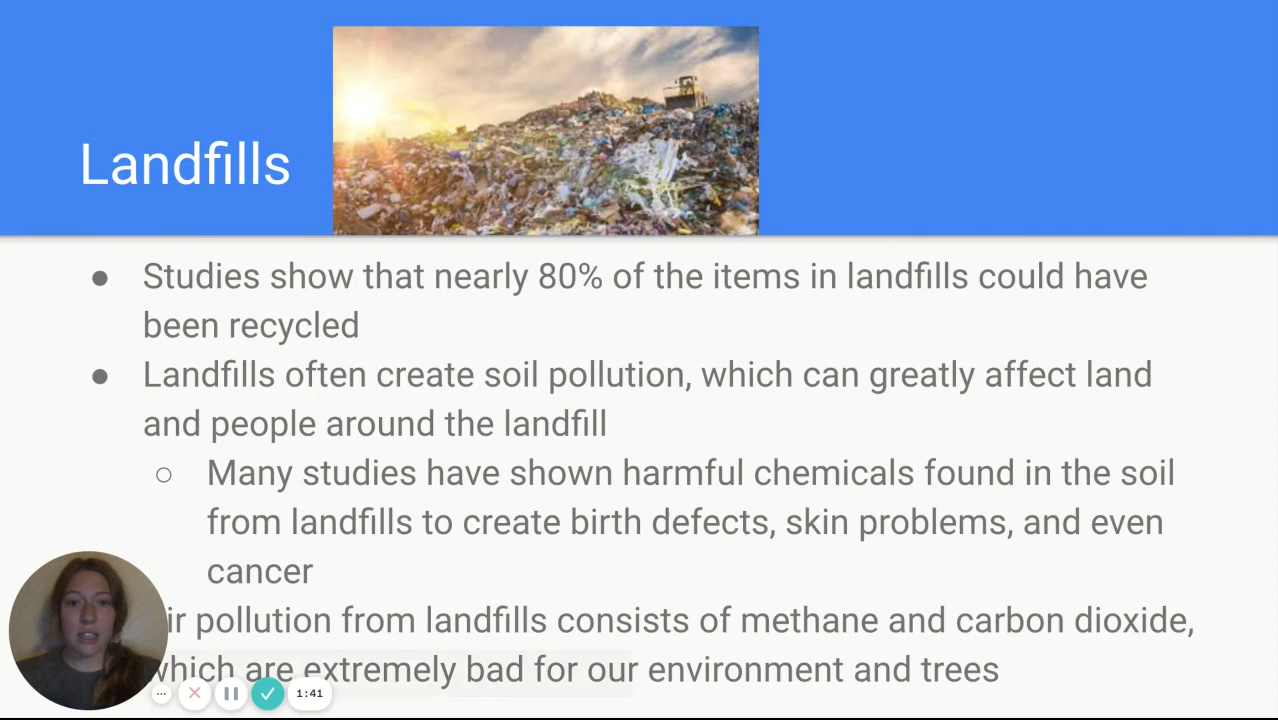 Landfills
Studies show that nearly 80% of the items in landfills could have
been recycled
Landfills often create soil pollution, which can greatly affect land
and people around the landfill
Many studies have shown harmful chemicals found in the soil
from landfills to create birth defects, skin problems, and even
cancer
pollution from landfills consists of methane and carbon dioxide,
which are extremely bad for our environment and trees
1:41